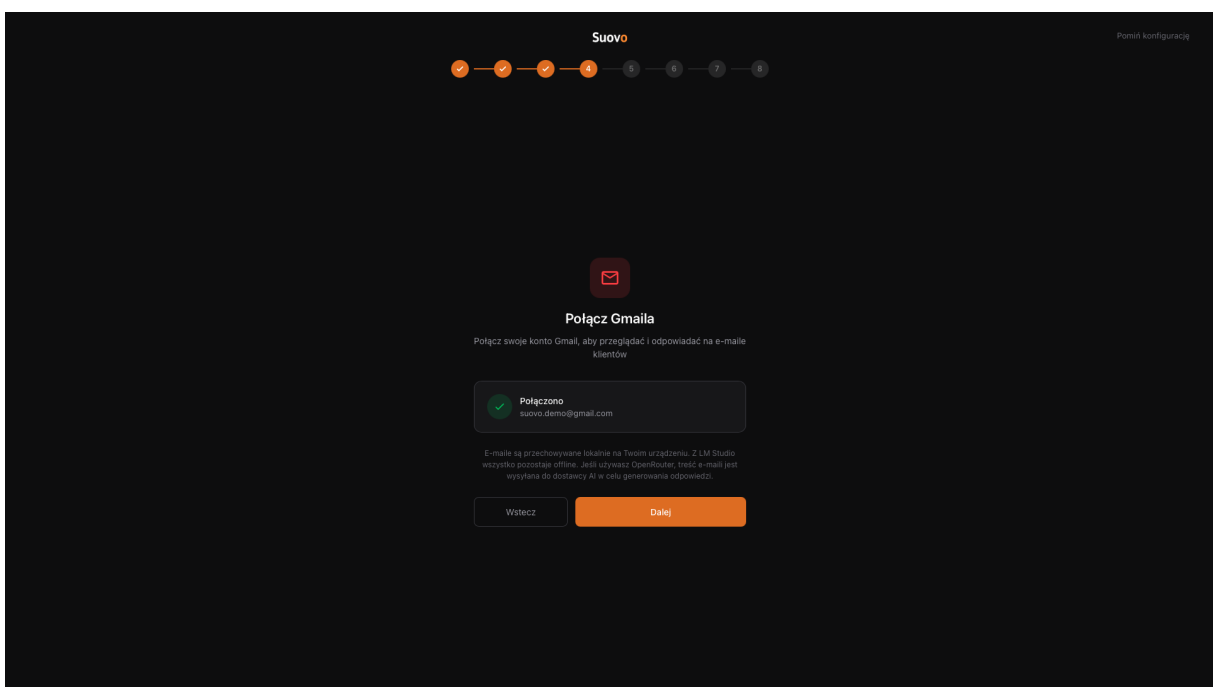 Suovo
Pomiń konfigurację
4 5 6 7 8
Połącz Gmaila
Połącz swoje konto Gmail, aby przeglądać i odpowiadać na e-maile
klientów
Połączono
suovo.demo@gmail.com
E-maile są przechowywane lokalnie na Twoim urządzeniu. Z LM Studio
wszystko pozostaje offline. Jeśli używasz OpenRouter, treść e-maili jest
wysyłana do dostawcy AI w celu generowania odpowiedzi.
Wstecz
Dalej